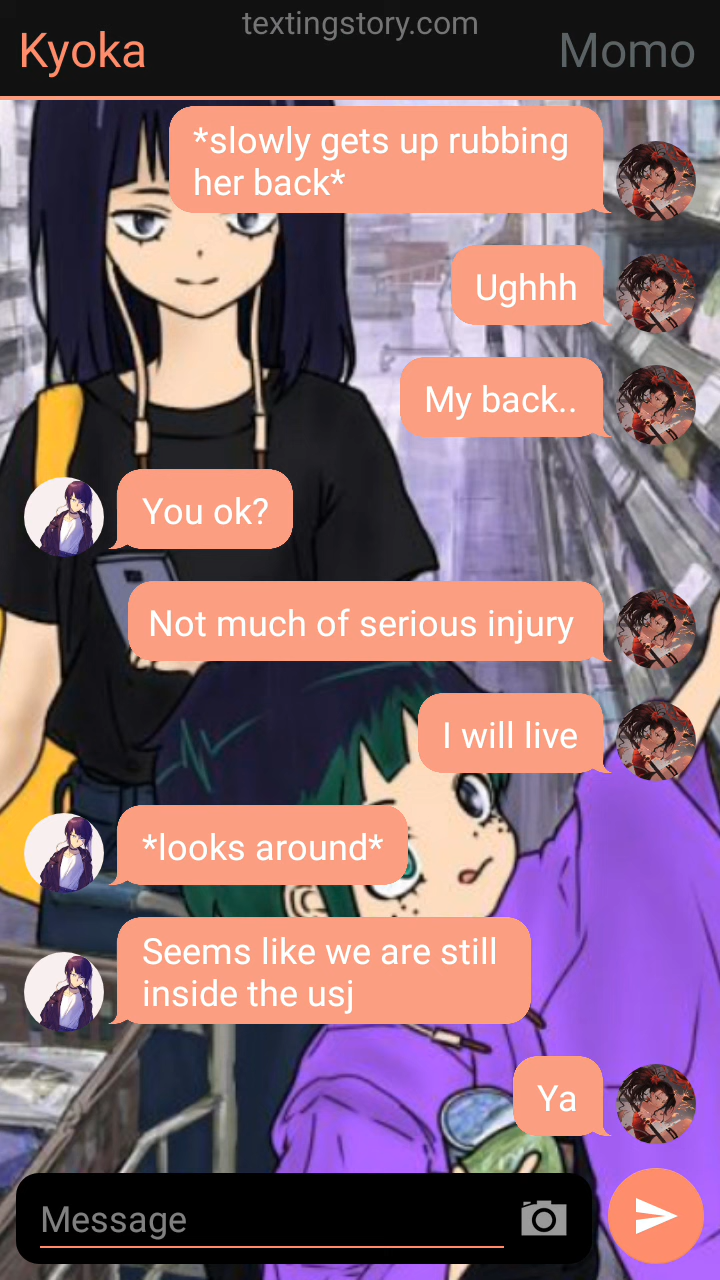 textingstory.com
Kyoka
Momo
*slowly gets up rubbing
her back*
Ughhh
My back..
You ok?
Not much of serious injury
I will live
*looks around*
Seems like we are still
inside the usj
Ya
Message